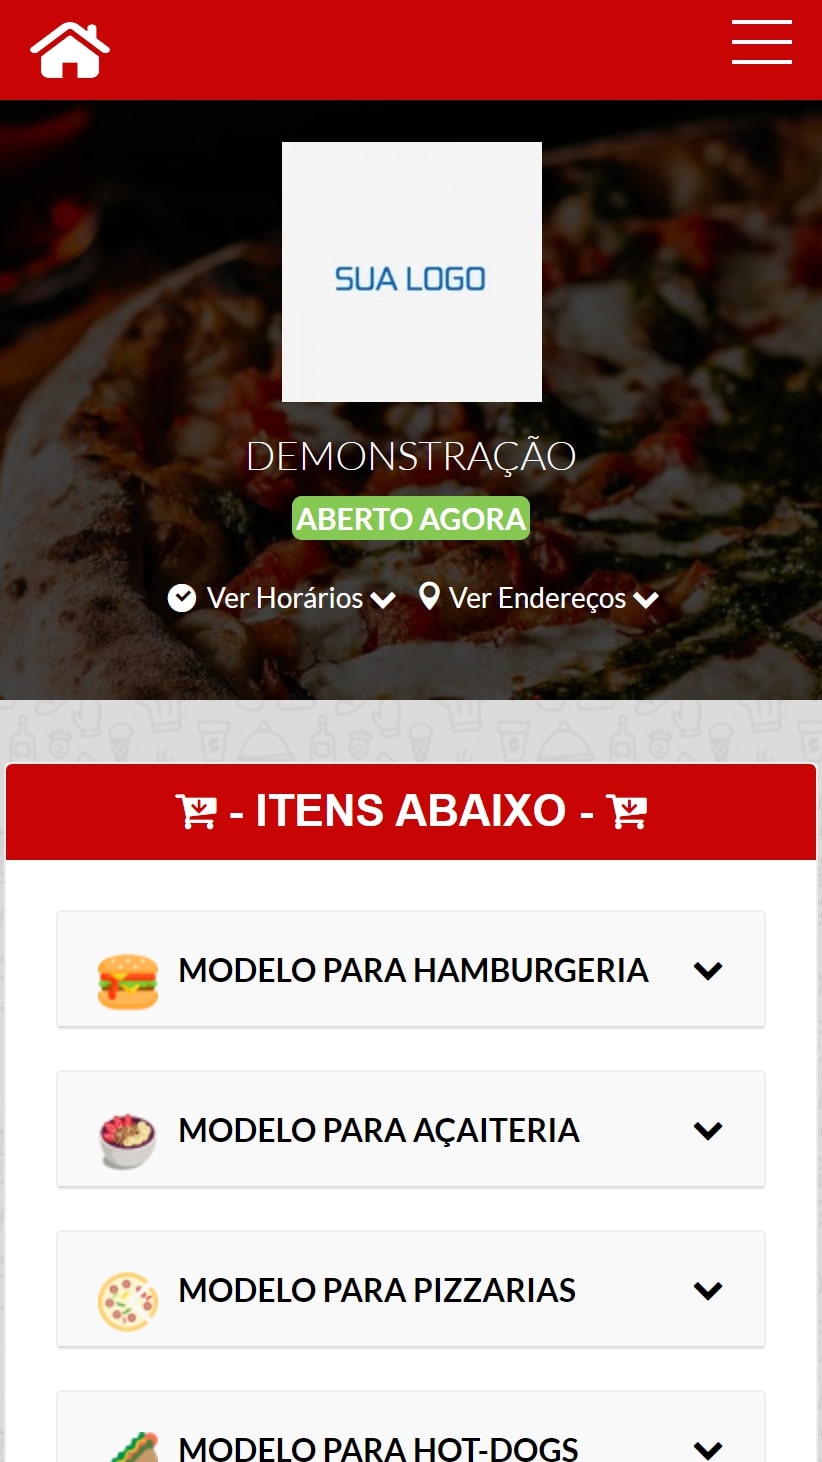 SUA LOGO
DEMONSTRAÇÃO
ABERTO AGORA
Ver Horários Ver Endereços
- ITENS ABAIXO -
MODELO PARA HAMBURGERIA
MODELO PARA AÇAITERIA
MODELO PARA PIZZARIAS
MODELO PARA HOT-DOGS